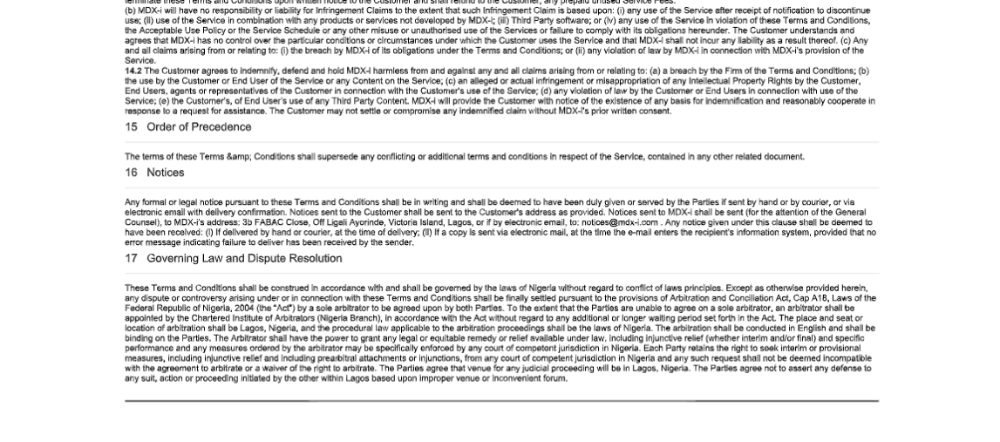 terminate these Terms and Conditions upon written notice to the Customer and shall refund to the Customer, any prepaid unused Service Fees.
(b) MDX-i will have no responsibility or liability for Infringement Claims to the extent that such Infringement Claim is based upon: (i) any use of the Service after receipt of notification to discontinue
use; (ii) use of the Service in combination with any products or services not developed by MDX-i; (iii) Third Party software; or (iv) any use of the Service in violation of these Terms and Conditions,
the Acceptable Use Policy or the Service Schedule or any other misuse or unauthorised use of the Services or failure to comply with its obligations hereunder. The Customer understands and
agrees that MDX-i has no control over the particular conditions or circumstances under which the Customer uses the Service and that MDX-i shall not incur any liability as a result thereof. (c) Any
and all claims arising from or relating to: (i) the breach by MDX-i of its obligations under the Terms and Conditions; or (ii) any violation of law by MDX-i in connection with MDX-i's provision of the
Service.
14.2 The Customer agrees to indemnify, defend and hold MDX-i harmless from and against any and all claims arising from or relating to: (a) a breach by the Firm of the Terms and Conditions; (b)
the use by the Customer or End User of the Service or any Content on the Service; (c) an alleged or actual infringement or misappropriation of any Intellectual Property Rights by the Customer,
End Users, agents or representatives of the Customer in connection with the Customer's use of the Service; (d) any violation of law by the Customer or End Users in connection with use of the
Service; (e) the Customer's, of End User's use of any Third Party Content. MDX-i will provide the Customer with notice of the existence of any basis for indemnification and reasonably cooperate in
response to a request for assistance. The Customer may not settle or compromise any indemnified claim without MDX-i's prior written consent.
15 Order of Precedence
The terms of these Terms &amp; Conditions shall supersede any conflicting or additional terms and conditions in respect of the Service, contained in any other related document.
16 Notices
Any formal or legal notice pursuant to these Terms and Conditions shall be in writing and shall be deemed to have been duly given or served by the Parties if sent by hand or by courier, or via
electronic email with delivery confirmation. Notices sent to the Customer shall be sent to the Customer's address as provided. Notices sent to MDX-i shall be sent (for the attention of the General
Counsel), to MDX-i's address: 3b FABAC Close, Off Ligali Ayorinde, Victoria Island, Lagos, or if by electronic email, to: notices@mdx-i.com . Any notice given under this clause shall be deemed to
have been received: (i) If delivered by hand or courier, at the time of delivery; (ii) If a copy is sent via electronic mail, at the time the e-mail enters the recipient's information system, provided that no
error message indicating failure to deliver has been received by the sender.
17 Governing Law and Dispute Resolution
These Terms and Conditions shall be construed in accordance with and shall be governed by the laws of Nigeria without regard to conflict of laws principles. Except as otherwise provided herein,
any dispute or controversy arising under or in connection with these Terms and Conditions shall be finally settled pursuant to the provisions of Arbitration and Conciliation Act, Cap A18, Laws of the
Federal Republic of Nigeria, 2004 (the "Act") by a sole arbitrator to be agreed upon by both Parties. To the extent that the Parties are unable to agree on a sole arbitrator, an arbitrator shall be
appointed by the Chartered Institute of Arbitrators (Nigeria Branch), in accordance with the Act without regard to any additional or longer waiting period set forth in the Act. The place and seat or
location of arbitration shall be Lagos, Nigeria, and the procedural law applicable to the arbitration proceedings shall be the laws of Nigeria. The arbitration shall be conducted in English and shall be
binding on the Parties. The Arbitrator shall have the power to grant any legal or equitable remedy or relief available under law, including injunctive relief (whether interim and/or final) and specific
performance and any measures ordered by the arbitrator may be specifically enforced by any court of competent jurisdiction in Nigeria. Each Party retains the right to seek interim or provisional
measures, including injunctive relief and including prearbitral attachments or injunctions, from any court of competent jurisdiction in Nigeria and any such request shall not be deemed incompatible
with the agreement to arbitrate or a waiver of the right to arbitrate. The Parties agree that venue for any judicial proceeding will be in Lagos, Nigeria. The Parties agree not to assert any defense to
any suit, action or proceeding initiated by the other within Lagos based upon improper venue or inconvenient forum.